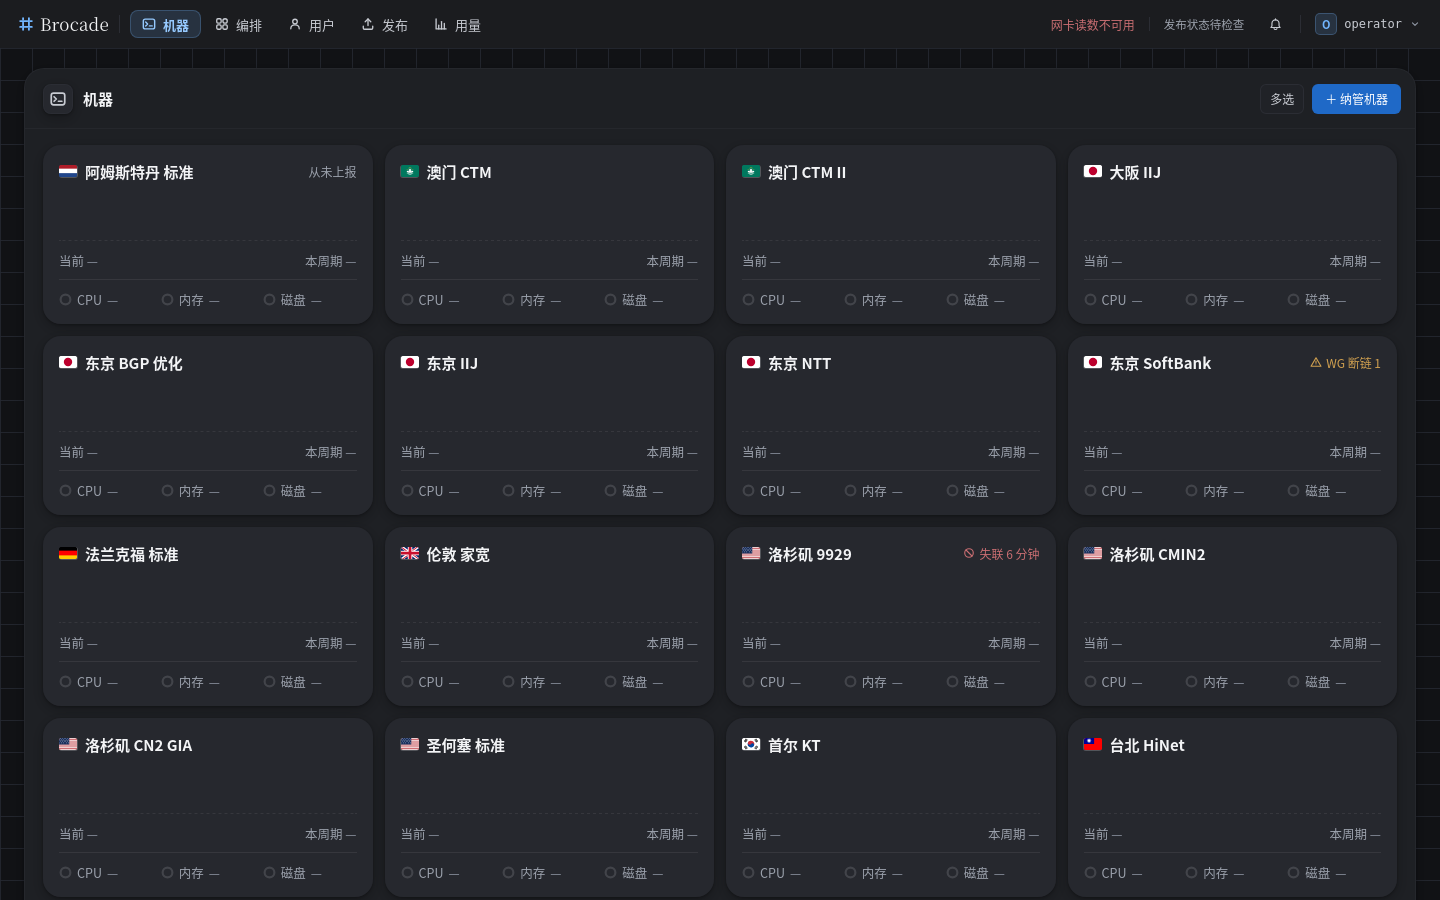 Brocade 机器 编排 用户 发布 用量 网卡读数不可用 发布状态待检查 O operator
机器 多选 + 纳管机器
阿姆斯特丹 标准 从未上报 澳门 CTM 澳门 CTM II 大阪 IIJ
当前 — 本周期 — 当前 — 本周期 — 当前 — 本周期 — 当前 — 本周期 —
CPU — 内存 — 磁盘 — CPU — 内存 — 磁盘 — CPU — 内存 — 磁盘 — CPU — 内存 — 磁盘 —
东京 BGP 优化 东京 IIJ 东京 NTT 东京 SoftBank WG 断链 1
当前 — 本周期 — 当前 — 本周期 — 当前 — 本周期 — 当前 — 本周期 —
CPU — 内存 — 磁盘 — CPU — 内存 — 磁盘 — CPU — 内存 — 磁盘 — CPU — 内存 — 磁盘 —
法兰克福 标准 伦敦 家宽 洛杉矶 9929 失联 6 分钟 洛杉矶 CMIN2
当前 — 本周期 — 当前 — 本周期 — 当前 — 本周期 — 当前 — 本周期 —
CPU — 内存 — 磁盘 — CPU — 内存 — 磁盘 — CPU — 内存 — 磁盘 — CPU — 内存 — 磁盘 —
洛杉矶 CN2 GIA 圣何塞 标准 首尔 KT 台北 HiNet
当前 — 本周期 — 当前 — 本周期 — 当前 — 本周期 — 当前 — 本周期 —
CPU — 内存 — 磁盘 — CPU — 内存 — 磁盘 — CPU — 内存 — 磁盘 — CPU — 内存 — 磁盘 —